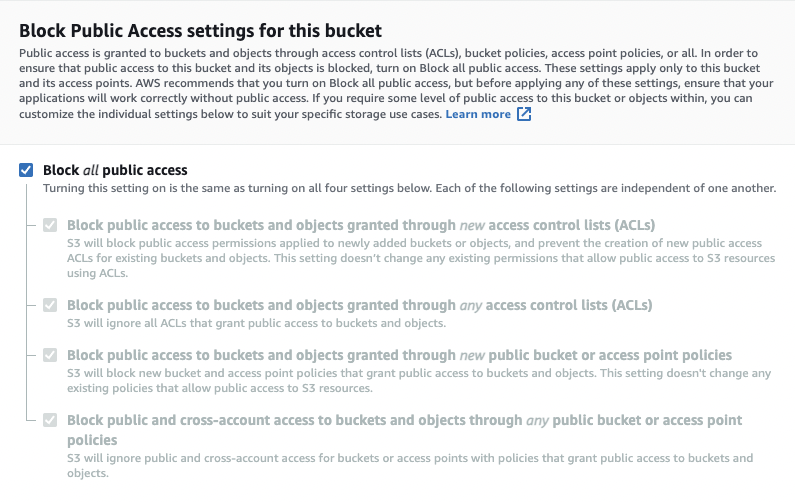 Block Public Access settings for this bucket
Public access is granted to buckets and objects through access control lists (ACLs), bucket policies, access point policies, or all. In order to
ensure that public access to this bucket and its objects is blocked, turn on Block all public access. These settings apply only to this bucket
and its access points. AWS recommends that you turn on Block all public access, but before applying any of these settings, ensure that your
applications will work correctly without public access. If you require some level of public access to this bucket or objects within, you can
customize the individual settings below to suit your specific storage use cases. Learn more
Block all public access
Turning this setting on is the same as turning on all four settings below. Each of the following settings are independent of one another.
Block public access to buckets and objects granted through new access control lists (ACLs)
S3 will block public access permissions applied to newly added buckets or objects, and prevent the creation of new public access
ACLs for existing buckets and objects. This setting doesn't change any existing permissions that allow public access to S3 resources
using ACLs.
Block public access to buckets and objects granted through any access control lists (ACLs)
S3 will ignore all ACLs that grant public access to buckets and objects.
Block public access to buckets and objects granted through new public bucket or access point policies
S3 will block new bucket and access point policies that grant public access to buckets and objects. This setting doesn't change any
existing policies that allow public access to S3 resources.
Block public and cross-account access to buckets and objects through any public bucket or access point
policies
S3 will ignore public and cross-account access for buckets or access points with policies that grant public access to buckets and
objects.